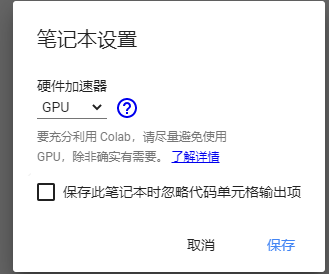 笔记本设置
硬件加速器
GPU
要充分利用 Colab，请尽量避免使用
GPU，除非确实有需要。 了解详情
保存此笔记本时忽略代码单元格输出项
取消 保存